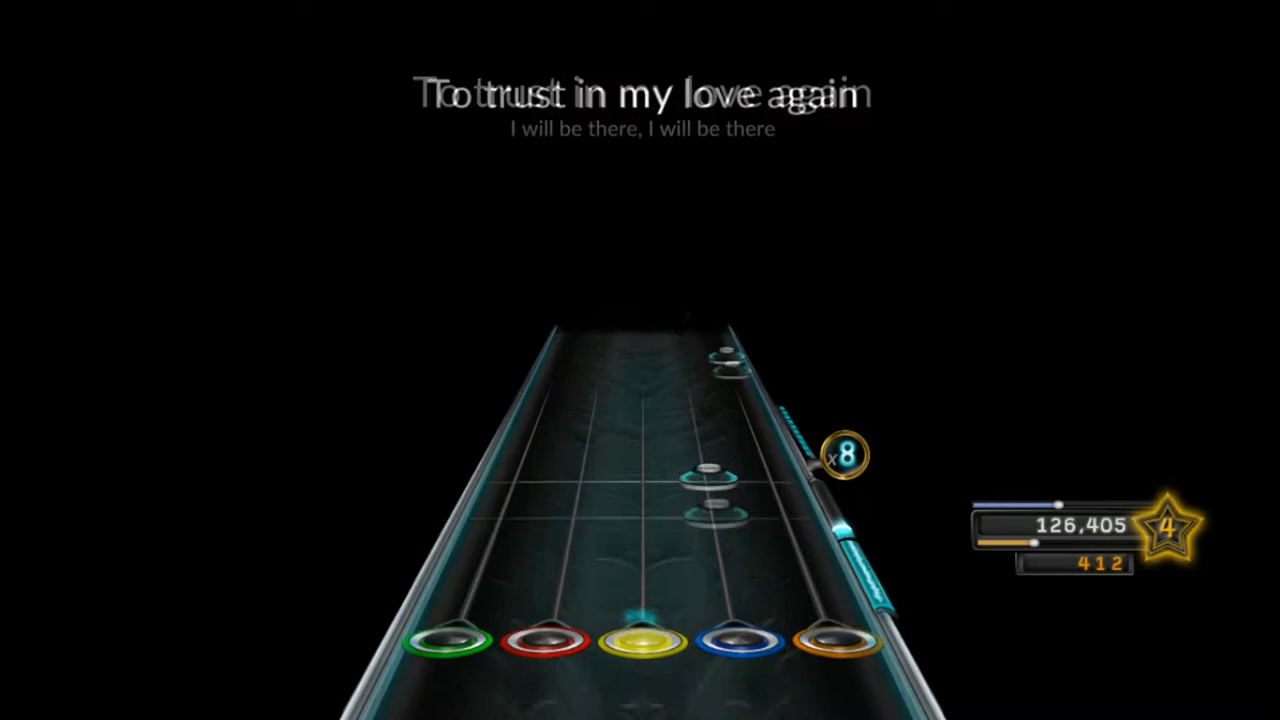 To trust in my love again
I will be there, I will be there
x8
126,405
4
412